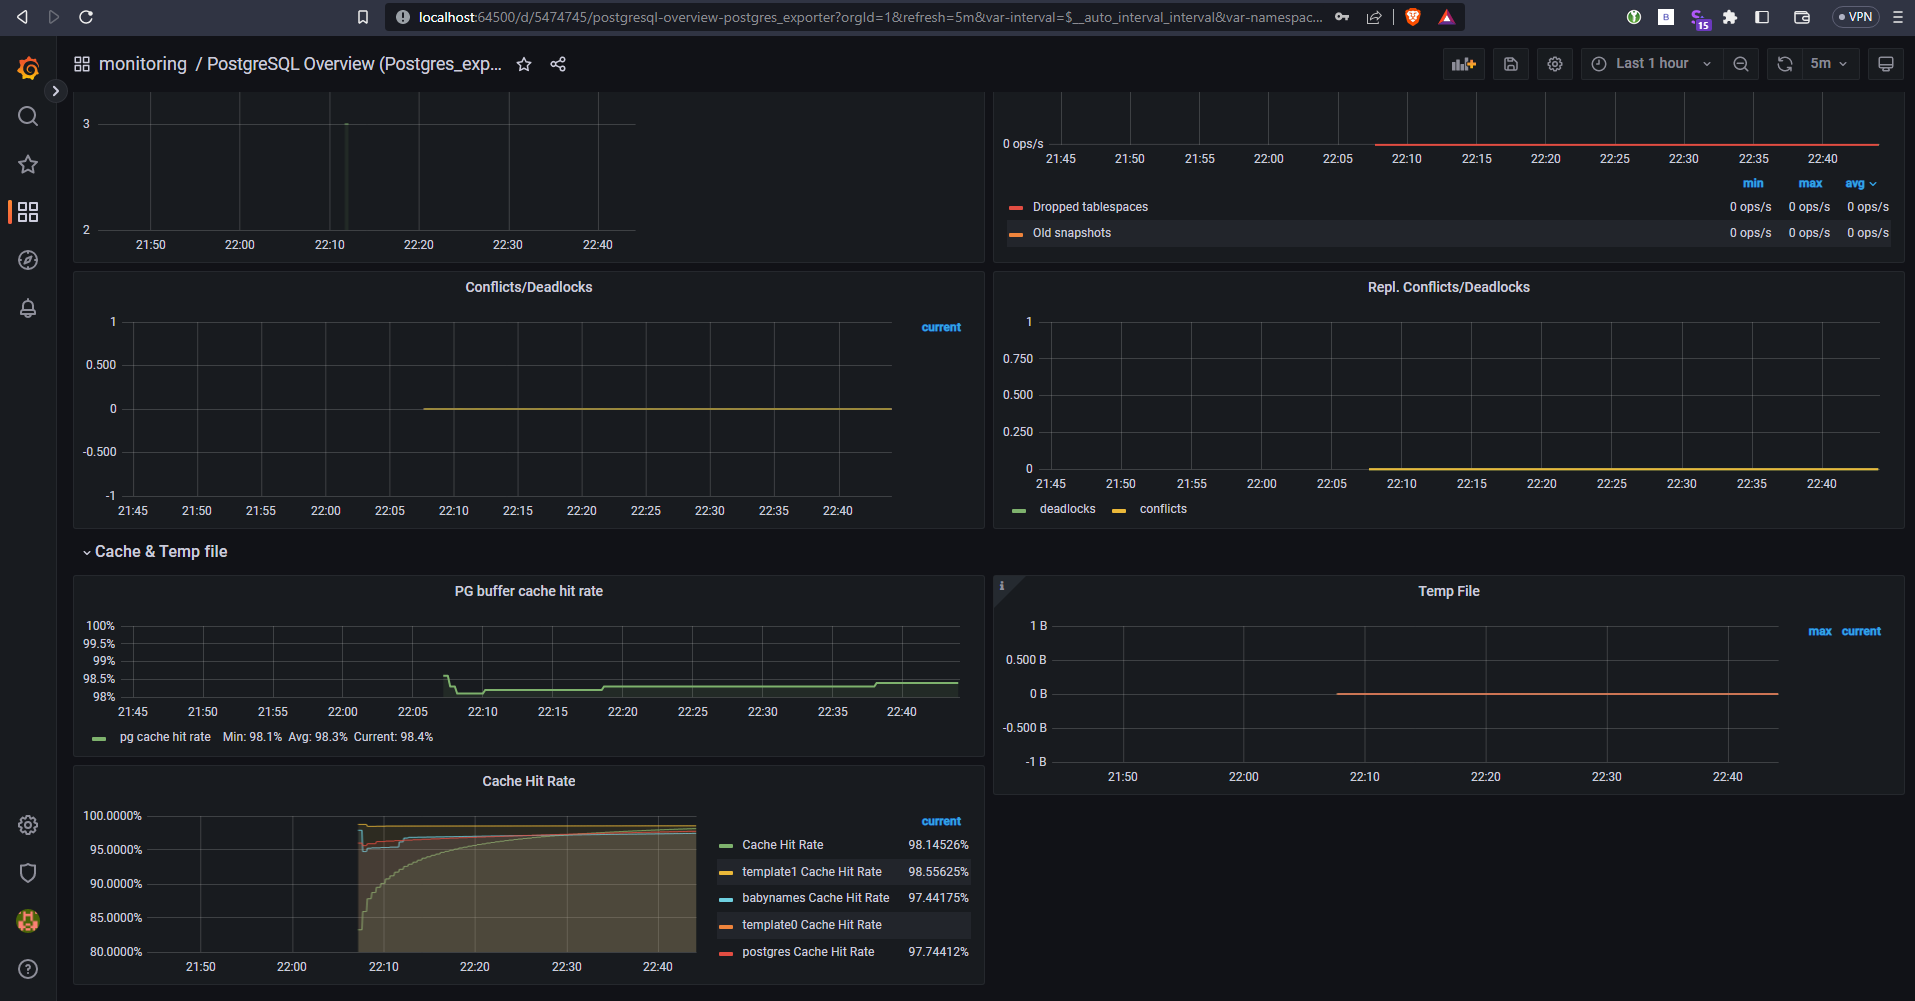 localhost:64500/d/5474745/postgresql-overview-postgres_exporter?orgId=1&refresh=5m&var-interval=$__auto_interval_interval&var-namespac...
B
15
VPN
monitoring / PostgreSQL Overview (Postgres_exp...
Last 1 hour
5m
3
2
21:50 22:00 22:10 22:20 22:30 22:40
0 ops/s
21:45 21:50 21:55 22:00 22:05 22:10 22:15 22:20 22:25 22:30 22:35 22:40
min max avg
Dropped tablespaces 0 ops/s 0 ops/s 0 ops/s
Old snapshots 0 ops/s 0 ops/s 0 ops/s
Conflicts/Deadlocks
1
0.500
0
-0.500
-1
21:45 21:50 21:55 22:00 22:05 22:10 22:15 22:20 22:25 22:30 22:35 22:40
current
Repl. Conflicts/Deadlocks
1
0.750
0.500
0.250
0
21:45 21:50 21:55 22:00 22:05 22:10 22:15 22:20 22:25 22:30 22:35 22:40
deadlocks conflicts
Cache & Temp file
PG buffer cache hit rate
100%
99.5%
99%
98.5%
98%
21:45 21:50 21:55 22:00 22:05 22:10 22:15 22:20 22:25 22:30 22:35 22:40
pg cache hit rate Min: 98.1% Avg: 98.3% Current: 98.4%
i
Temp File
1 B
0.500 B
0 B
-0.500 B
-1 B
21:50 22:00 22:10 22:20 22:30 22:40
max current
Cache Hit Rate
100.0000%
95.0000%
90.0000%
85.0000%
80.0000%
21:50 22:00 22:10 22:20 22:30 22:40
current
Cache Hit Rate 98.14526%
template1 Cache Hit Rate 98.55625%
babynames Cache Hit Rate 97.44175%
template0 Cache Hit Rate
postgres Cache Hit Rate 97.74412%